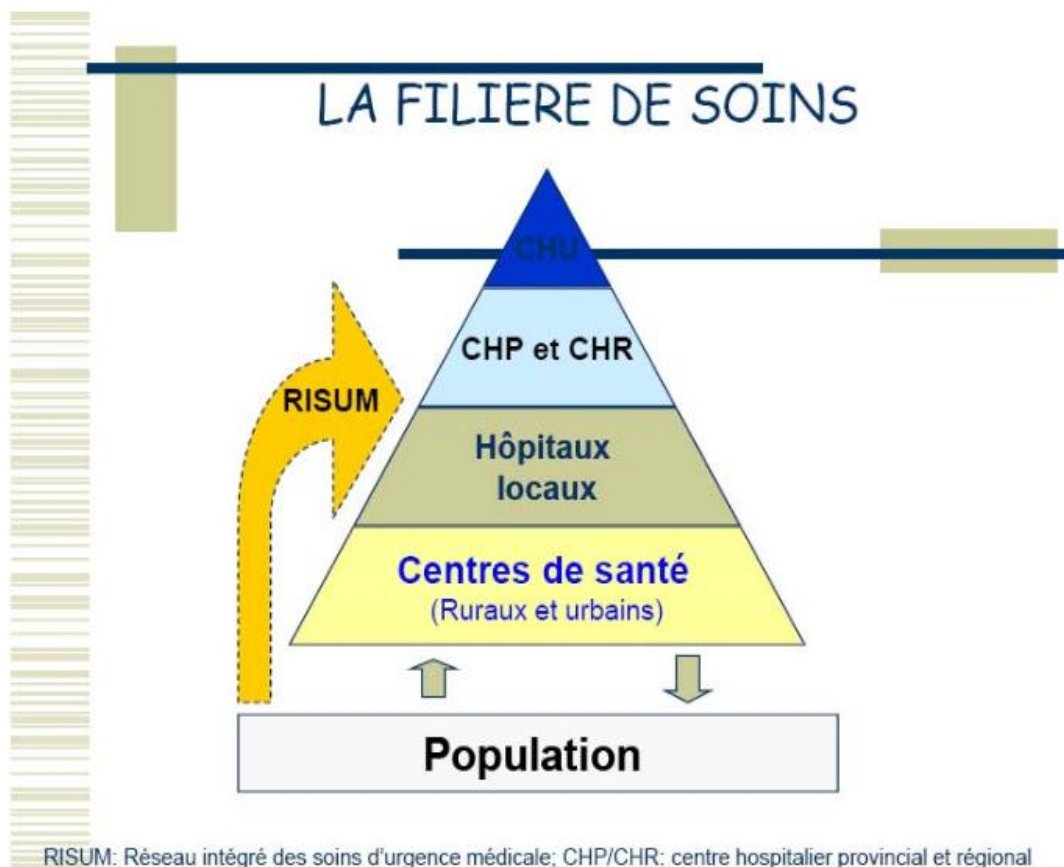 LA FILIERE DE SOINS
CHU
CHP et CHR
RISUM
Hôpitaux
locaux
Centres de santé
(Ruraux et urbains)
Population
RISUM: Réseau intégré des soins d'urgence médicale; CHP/CHR: centre hospitalier provincial et régional